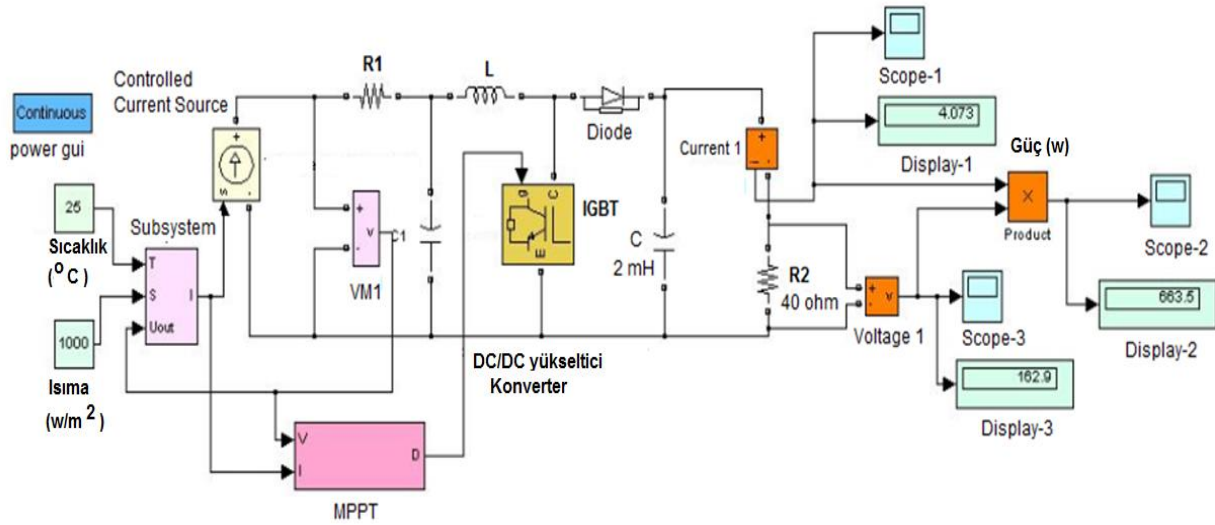 Continuous
power gui
Controlled
Current Source
s
+
-
R1
L
Diode
25
Sıcaklık
(o C)
1000
Isıma
(w/m 2)
Subsystem
T
S
Uout
I
+
-
v
VM1
C1
g
C
E
IGBT
DC/DC yükseltici
Konverter
C
2 mH
V
I
D
MPPT
Current 1
+
-
i
R2
40 ohm
+
-
v
Voltage 1
Scope-1
4.073
Display-1
Güç (w)
X
Product
Scope-2
663.5
Display-2
Scope-3
162.9
Display-3